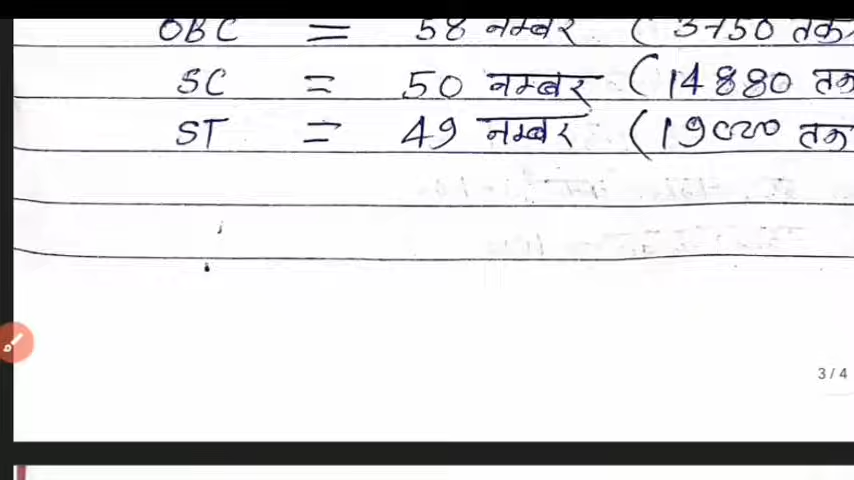 OBC = 58 नम्बर (3750 तक
SC = 50 नम्बर (14880 तक
ST = 49 नम्बर (19000 तक
3 / 4